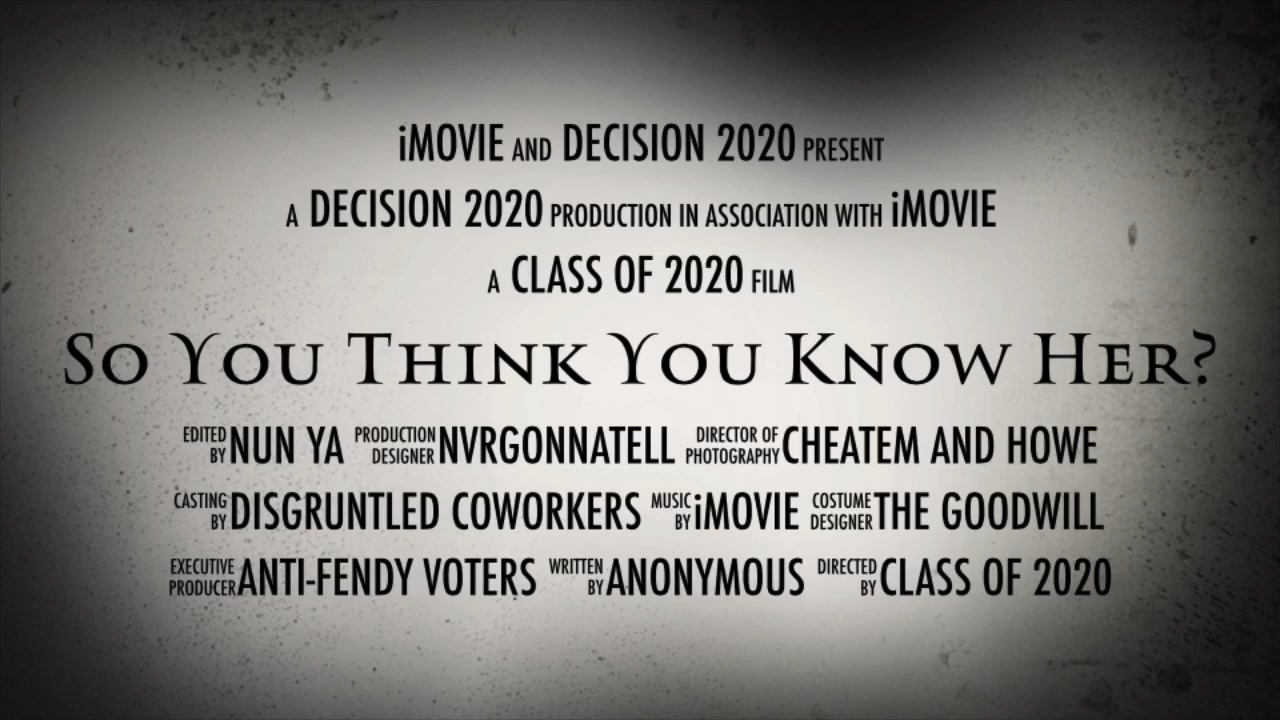 iMOVIE AND DECISION 2020 PRESENT
A DECISION 2020 PRODUCTION IN ASSOCIATION WITH iMOVIE
A CLASS OF 2020 FILM
SO YOU THINK YOU KNOW HER?
EDITED BY NUN YA PRODUCTION DESIGNER NVRGONNATELL DIRECTOR OF PHOTOGRAPHY CHEATEM AND HOWE
CASTING BY DISGRUNTLED COWORKERS MUSIC BY iMOVIE COSTUME DESIGNER THE GOODWILL
EXECUTIVE PRODUCER ANTI-FENDY VOTERS WRITTEN BY ANONYMOUS DIRECTED BY CLASS OF 2020